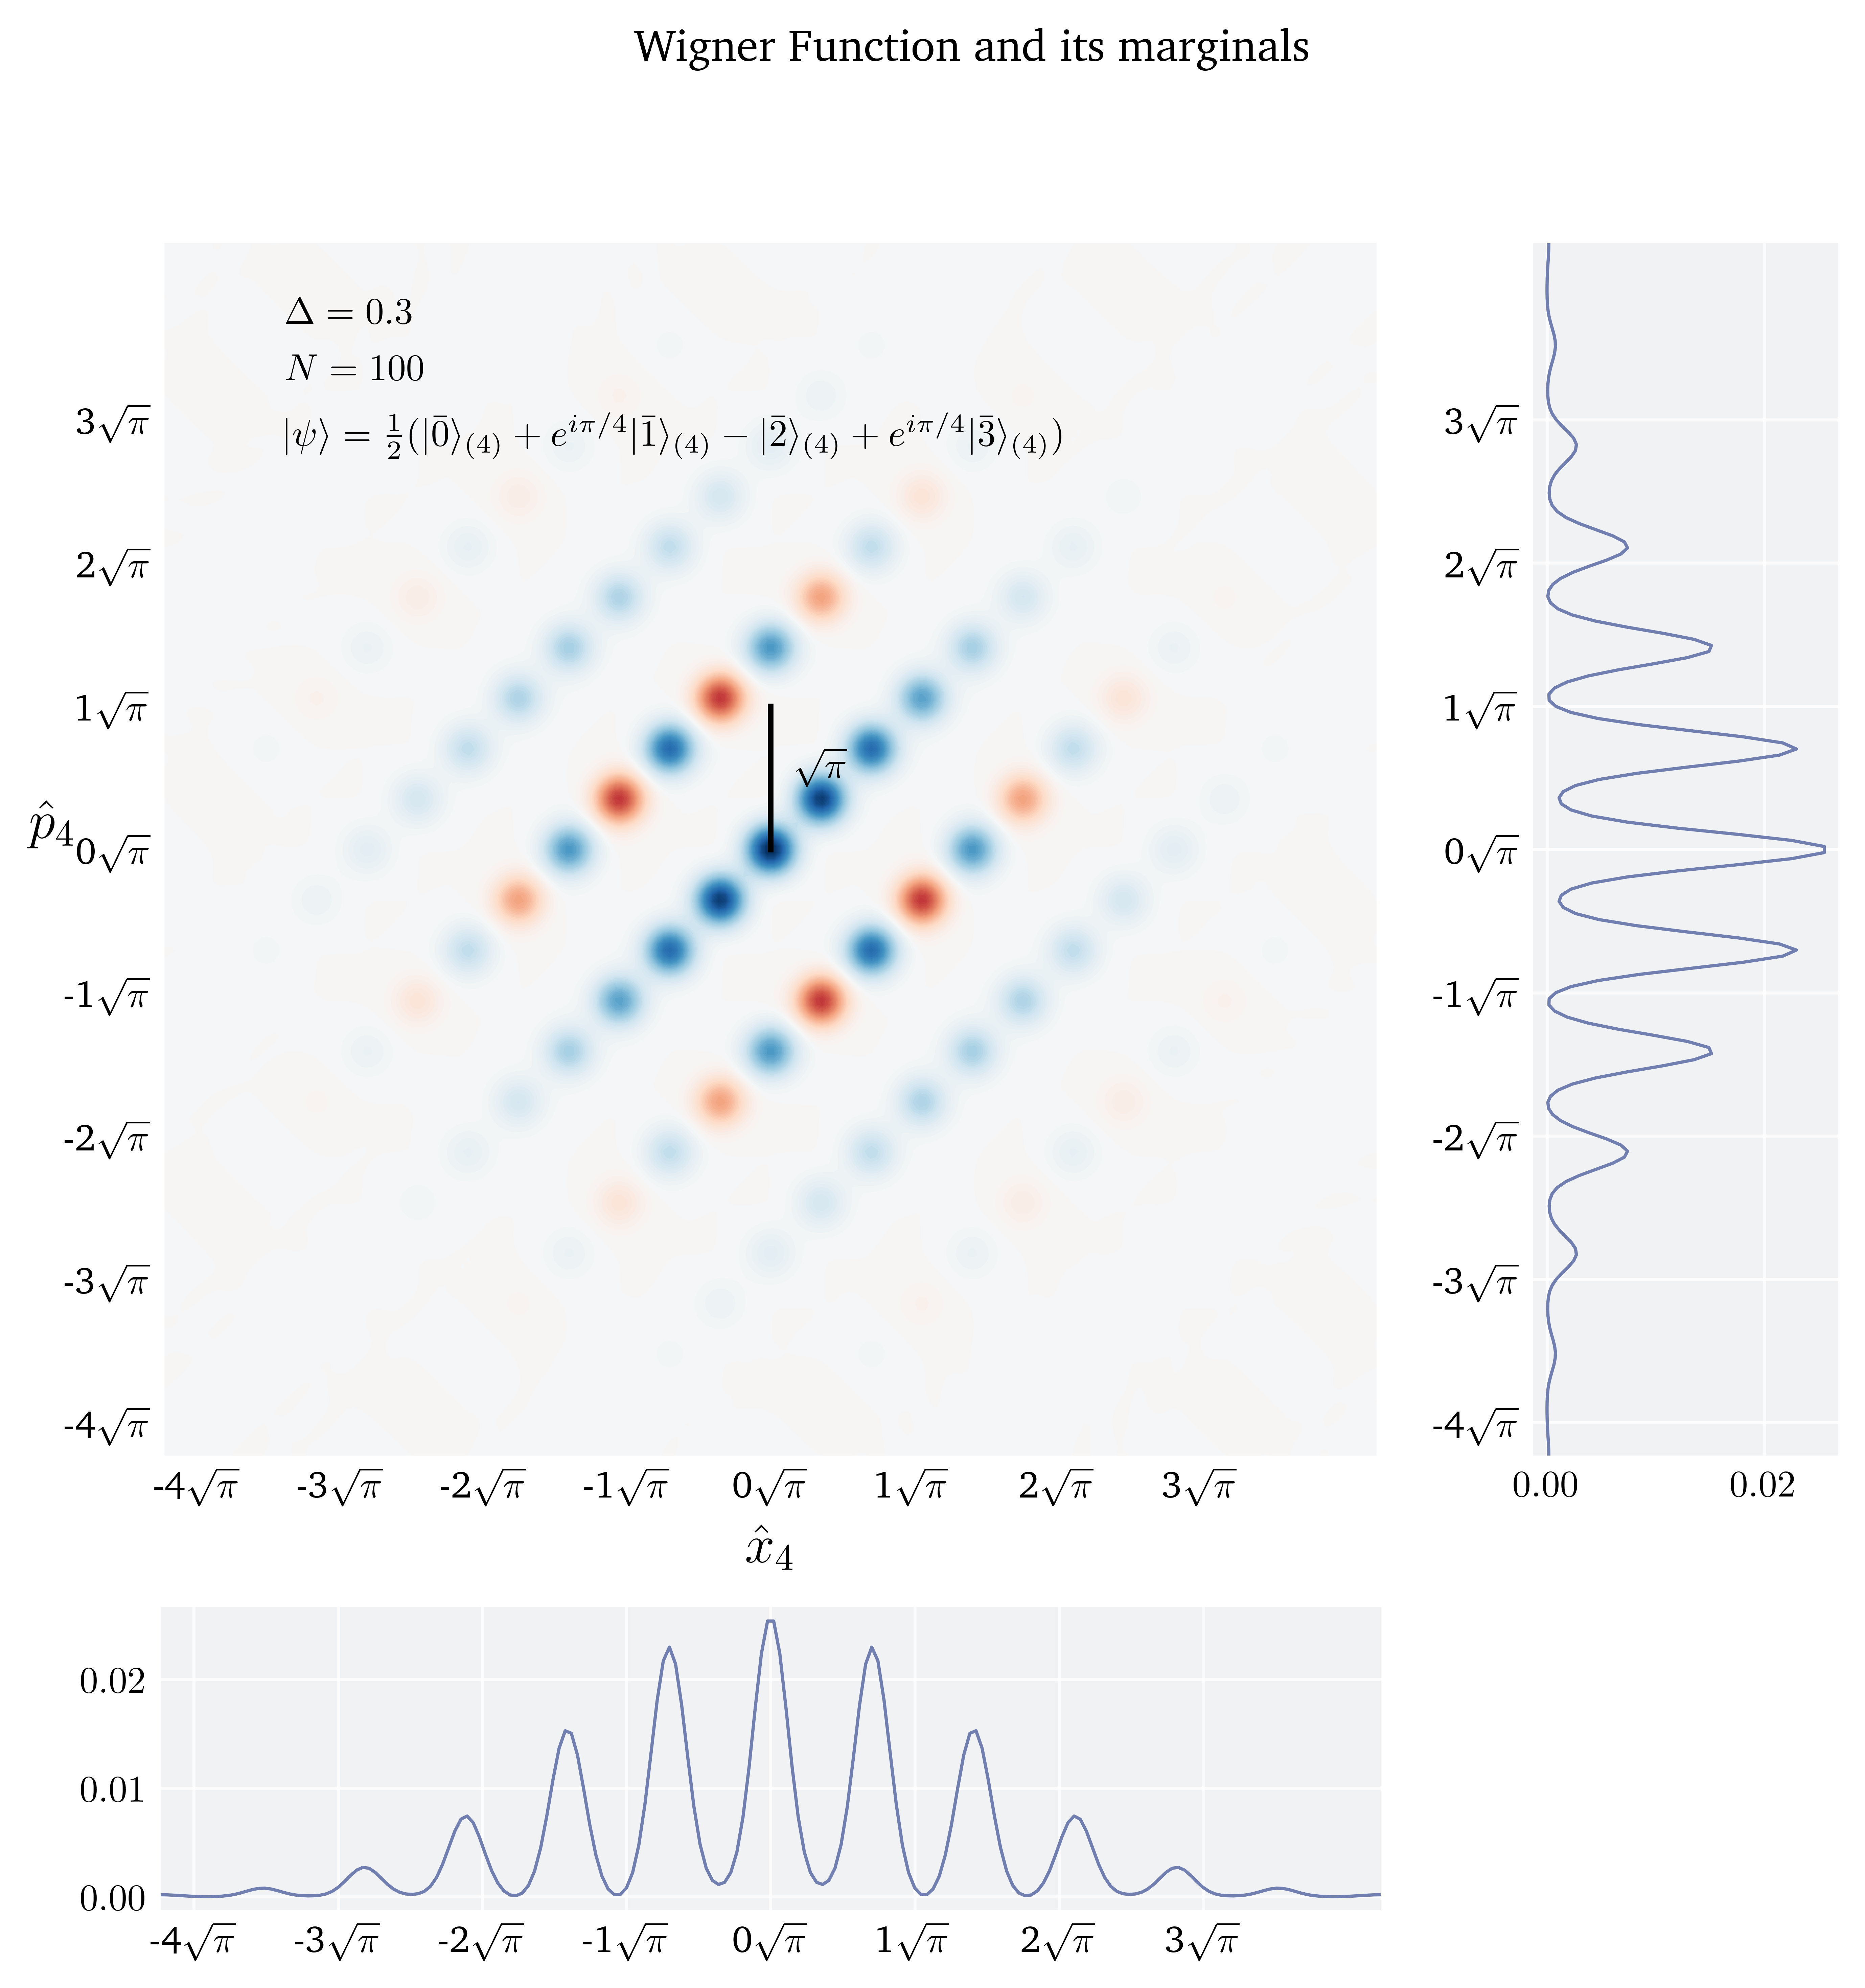 Wigner Function and its marginals
Δ = 0.3
N = 100
|ψ⟩ = ½(|0̄⟩₍₄₎ + e^{iπ/4}|1̄⟩₍₄₎ − |2̄⟩₍₄₎ + e^{iπ/4}|3̄⟩₍₄₎)
3√π
2√π
1√π
0√π
-1√π
-2√π
-3√π
-4√π
p̂₄
√π
-4√π -3√π -2√π -1√π 0√π 1√π 2√π 3√π
x̂₄
3√π
2√π
1√π
0√π
-1√π
-2√π
-3√π
-4√π
0.00 0.02
0.02
0.01
0.00
-4√π -3√π -2√π -1√π 0√π 1√π 2√π 3√π